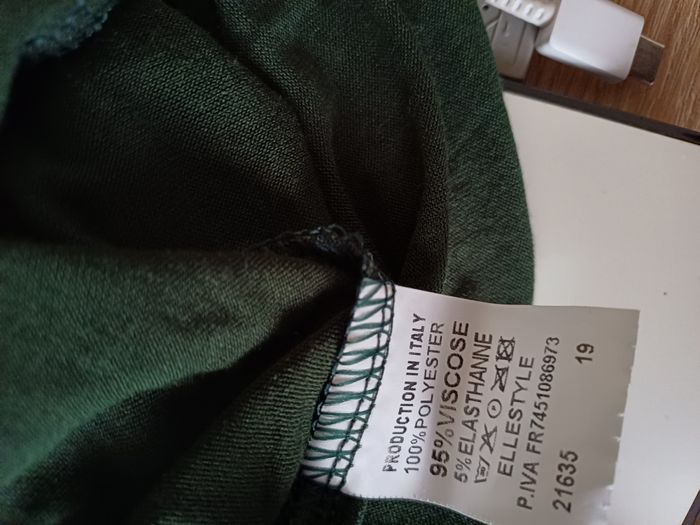 PRODUCTION IN ITALY
100%POLYESTER
95%VISCOSE
5%ELASTHANNE
ELLESTYLE
P.IVA FR7451086973
21635 19